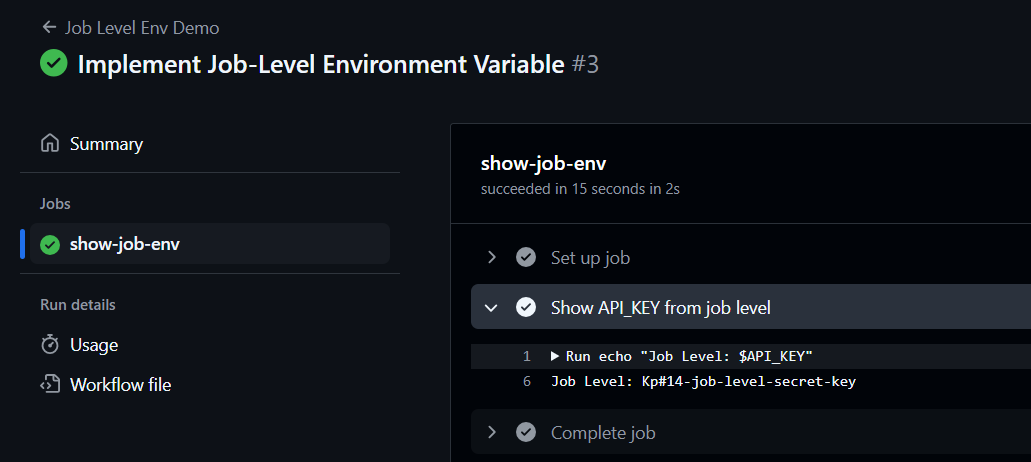 Job Level Env Demo
Implement Job-Level Environment Variable #3
Summary
Jobs
show-job-env
Run details
Usage
Workflow file
show-job-env
succeeded in 15 seconds in 2s
Set up job
Show API_KEY from job level
1 Run echo "Job Level: $API_KEY"
6 Job Level: Kp#14-job-level-secret-key
Complete job